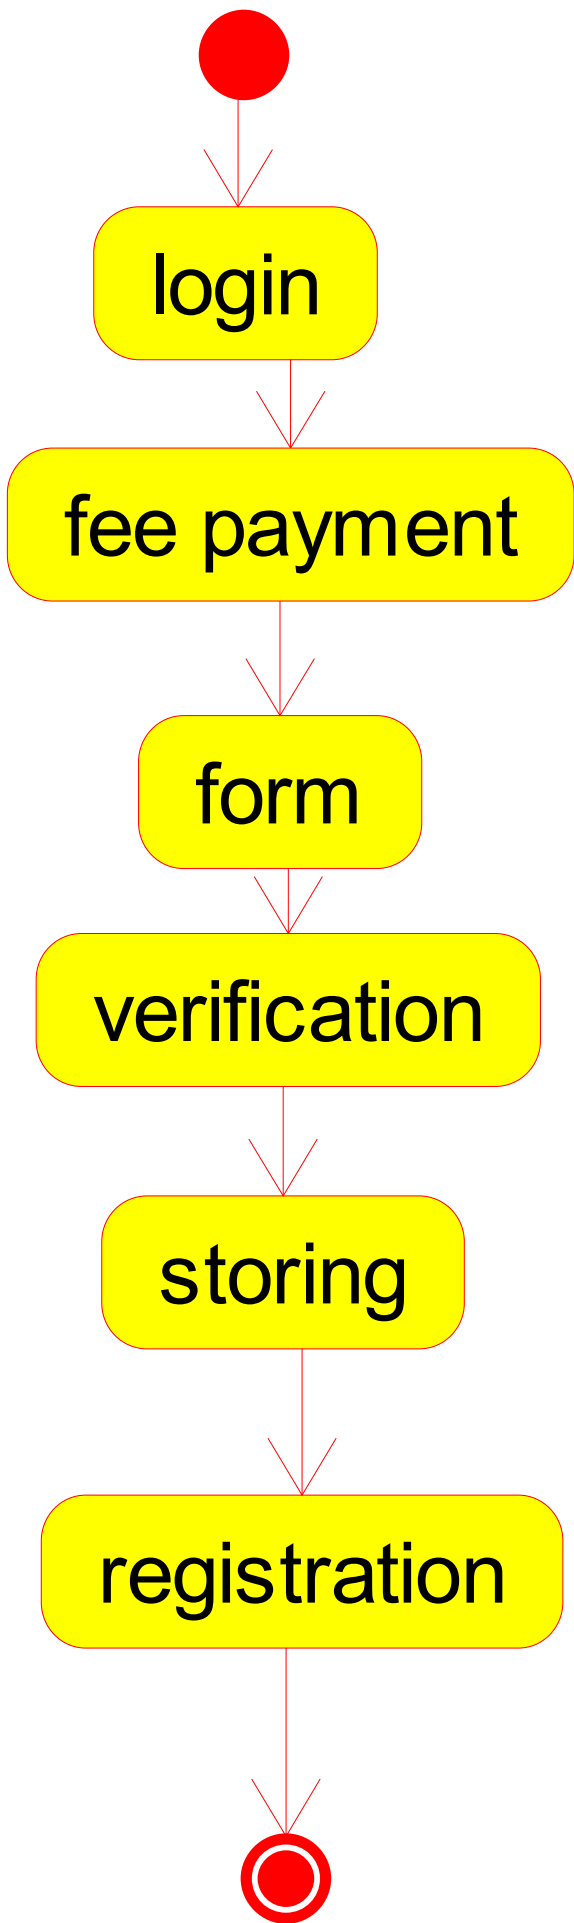 login
fee payment
form
verification
storing
registration